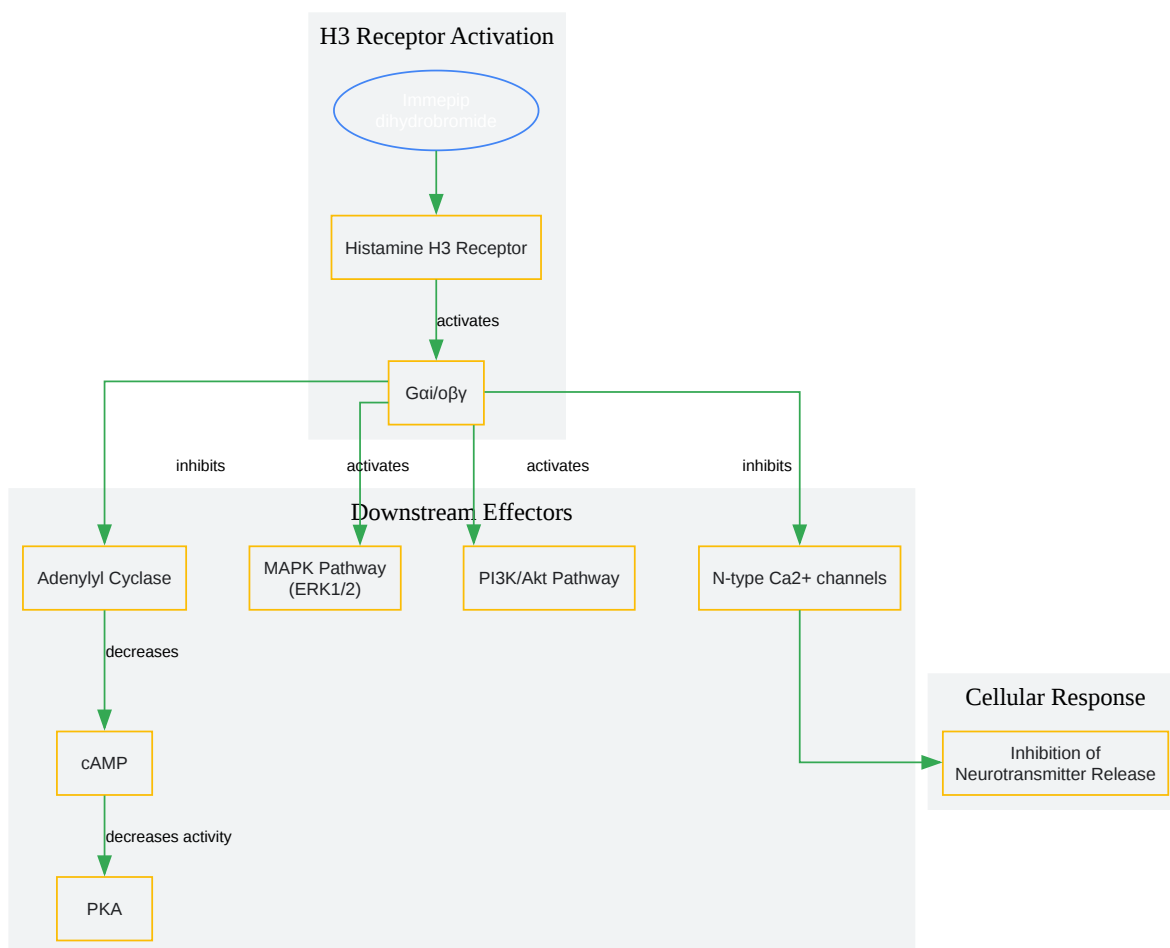 H3 Receptor Activation
Immepip
dihydrobromide
Histamine H3 Receptor
activates
Gαi/oβγ
inhibits
activates
activates
inhibits
Downstream Effectors
Adenylyl Cyclase
MAPK Pathway
(ERK1/2)
PI3K/Akt Pathway
N-type Ca2+ channels
decreases
Cellular Response
cAMP
Inhibition of
Neurotransmitter Release
decreases activity
PKA